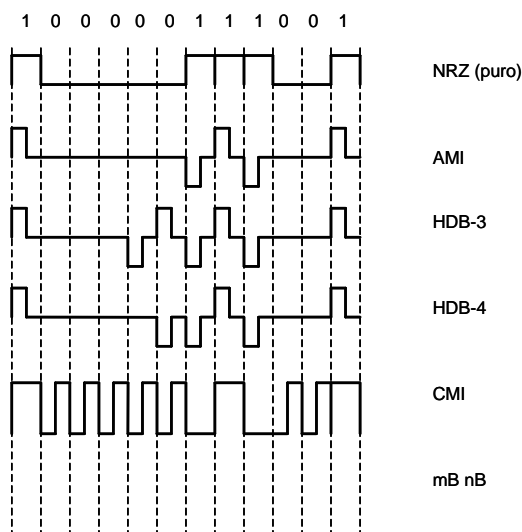 1 0 0 0 0 0 1 1 1 0 0 1
NRZ (puro)
AMI
HDB-3
HDB-4
CMI
mB nB